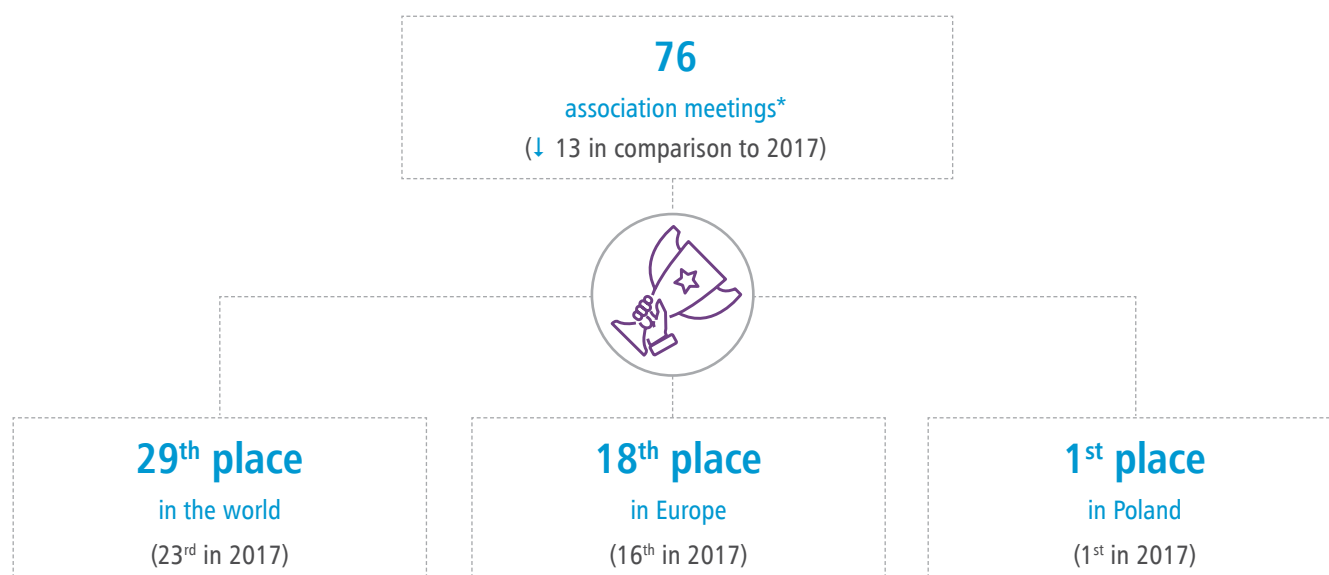 76
association meetings*
(↓ 13 in comparison to 2017)
29th place
in the world
(23rd in 2017)
18th place
in Europe
(16th in 2017)
1st place
in Poland
(1st in 2017)